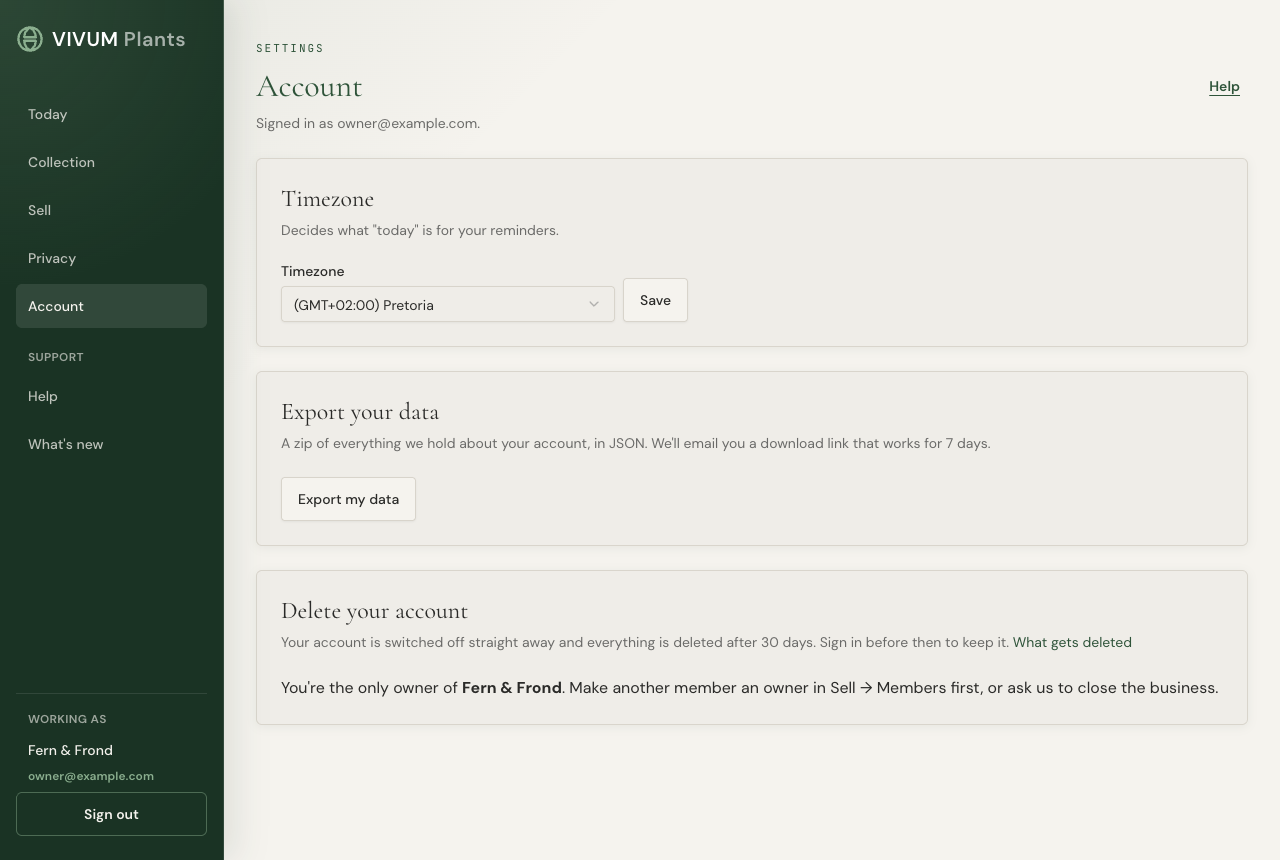 VIVUM Plants
Today
Collection
Sell
Privacy
Account
SUPPORT
Help
What's new
WORKING AS
Fern & Frond
owner@example.com
Sign out
SETTINGS
Account
Help
Signed in as owner@example.com.
Timezone
Decides what "today" is for your reminders.
Timezone
(GMT+02:00) Pretoria
Save
Export your data
A zip of everything we hold about your account, in JSON. We'll email you a download link that works for 7 days.
Export my data
Delete your account
Your account is switched off straight away and everything is deleted after 30 days. Sign in before then to keep it. What gets deleted
You're the only owner of Fern & Frond. Make another member an owner in Sell → Members first, or ask us to close the business.